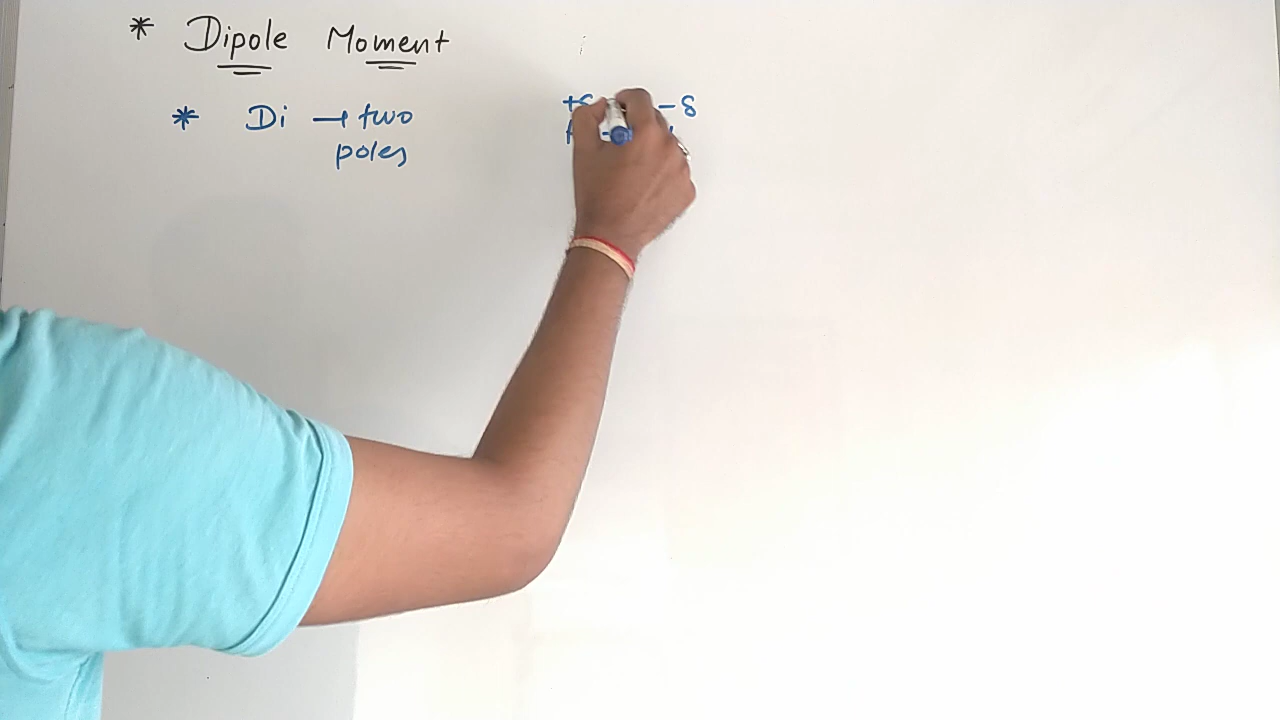 * Dipole Moment
* Di → two
poles
+δ -δ